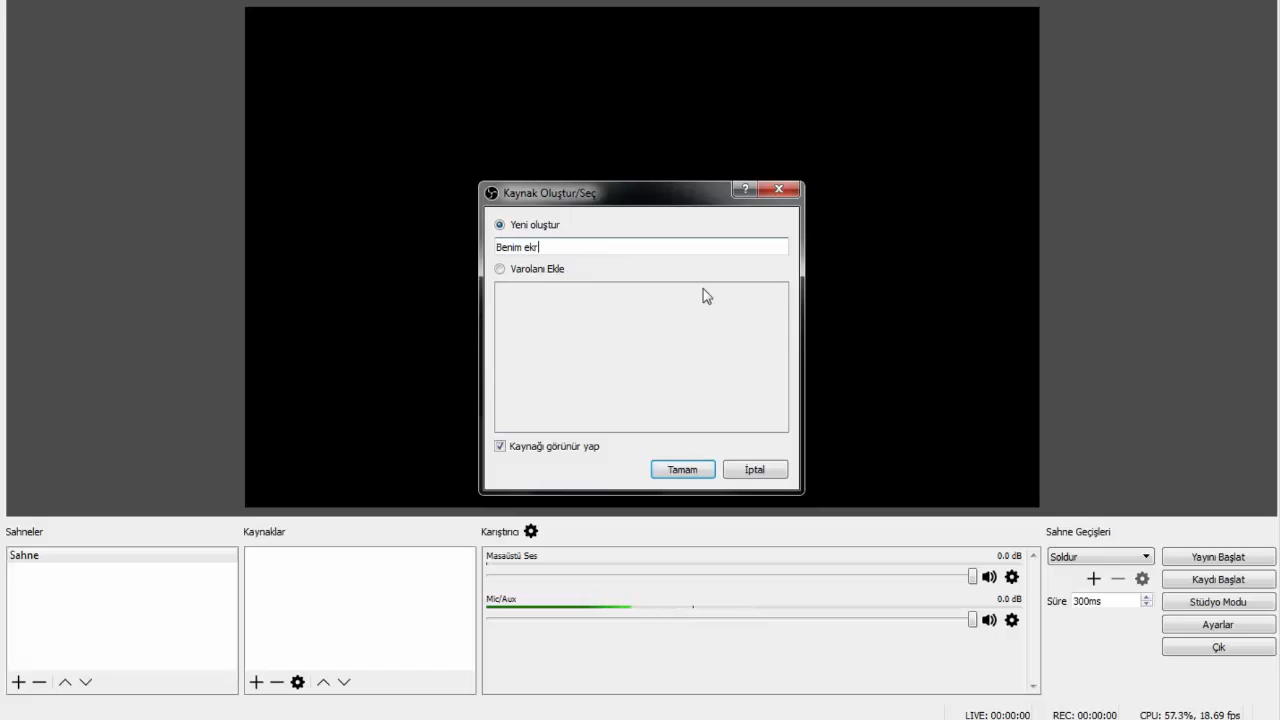 Kaynak Oluştur/Seç
?
Yeni oluştur
Benim ekr
Varolanı Ekle
Kaynağı görünür yap
Tamam
İptal
Sahneler
Kaynaklar
Karıştırıcı
Sahne Geçişleri
Sahne
Masaüstü Ses
0.0 dB
Mic/Aux
0.0 dB
Soldur
Süre 300ms
Yayını Başlat
Kaydı Başlat
Stüdyo Modu
Ayarlar
Çık
LIVE: 00:00:00
REC: 00:00:00
CPU: 57.3%, 18.69 fps